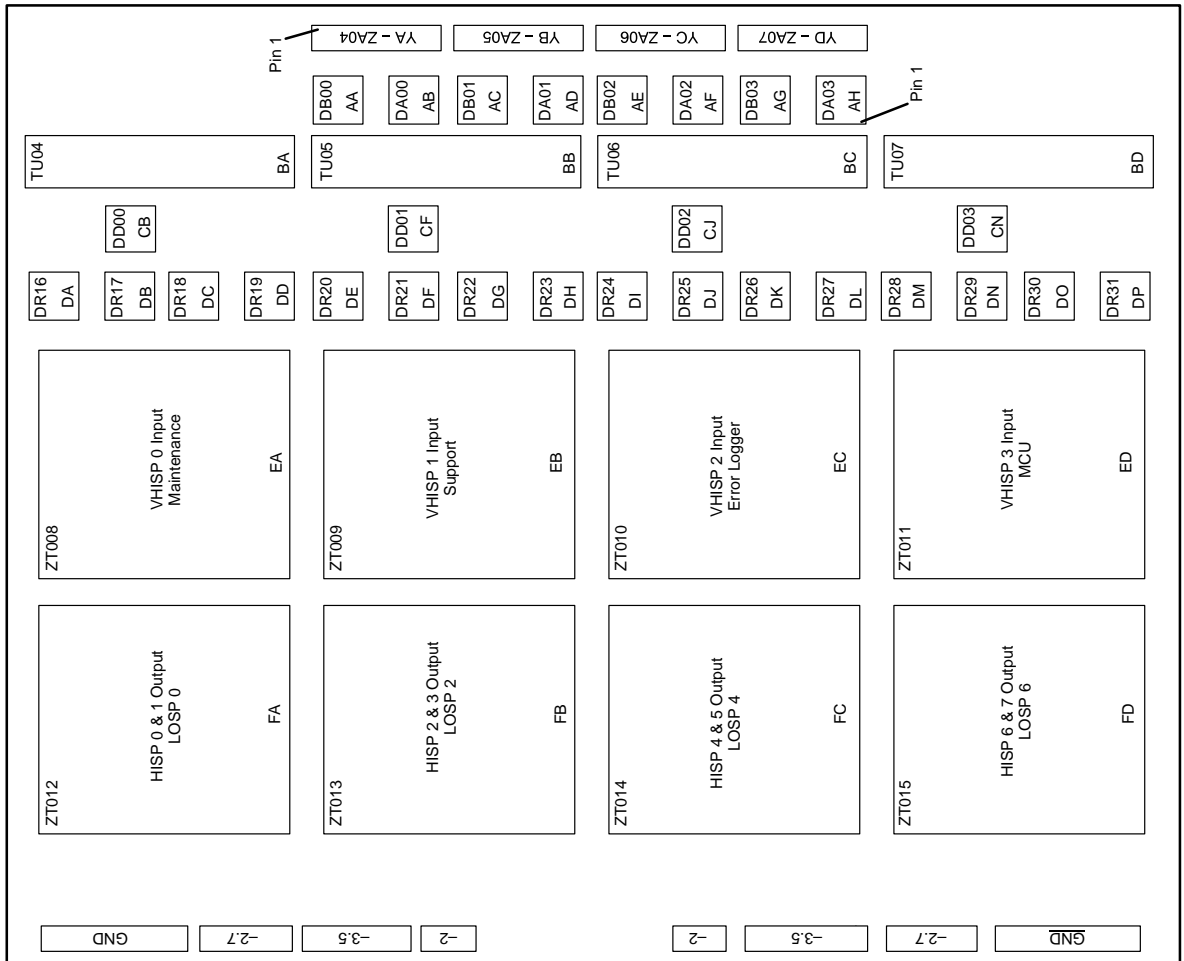 Pin 1
YA – ZA04
YB – ZA05
YC – ZA06
YD – ZA07
DB00
AA
DA00
AB
DB01
AC
DA01
AD
DB02
AE
DA02
AF
DB03
AG
DA03
AH
Pin 1
TU04
BA
TU05
BB
TU06
BC
TU07
BD
DD00
CB
DD01
CF
DD02
CJ
DD03
CN
DR16
DA
DR17
DB
DR18
DC
DR19
DD
DR20
DE
DR21
DF
DR22
DG
DR23
DH
DR24
DI
DR25
DJ
DR26
DK
DR27
DL
DR28
DM
DR29
DN
DR30
DO
DR31
DP
ZT008
VHISP 0 Input
Maintenance
EA
ZT009
VHISP 1 Input
Support
EB
ZT010
VHISP 2 Input
Error Logger
EC
ZT011
VHISP 3 Input
MCU
ED
ZT012
HISP 0 & 1 Output
LOSP 0
FA
ZT013
HISP 2 & 3 Output
LOSP 2
FB
ZT014
HISP 4 & 5 Output
LOSP 4
FC
ZT015
HISP 6 & 7 Output
LOSP 6
FD
GND
–2.7
–3.5
–2
–2
–3.5
–2.7
GND